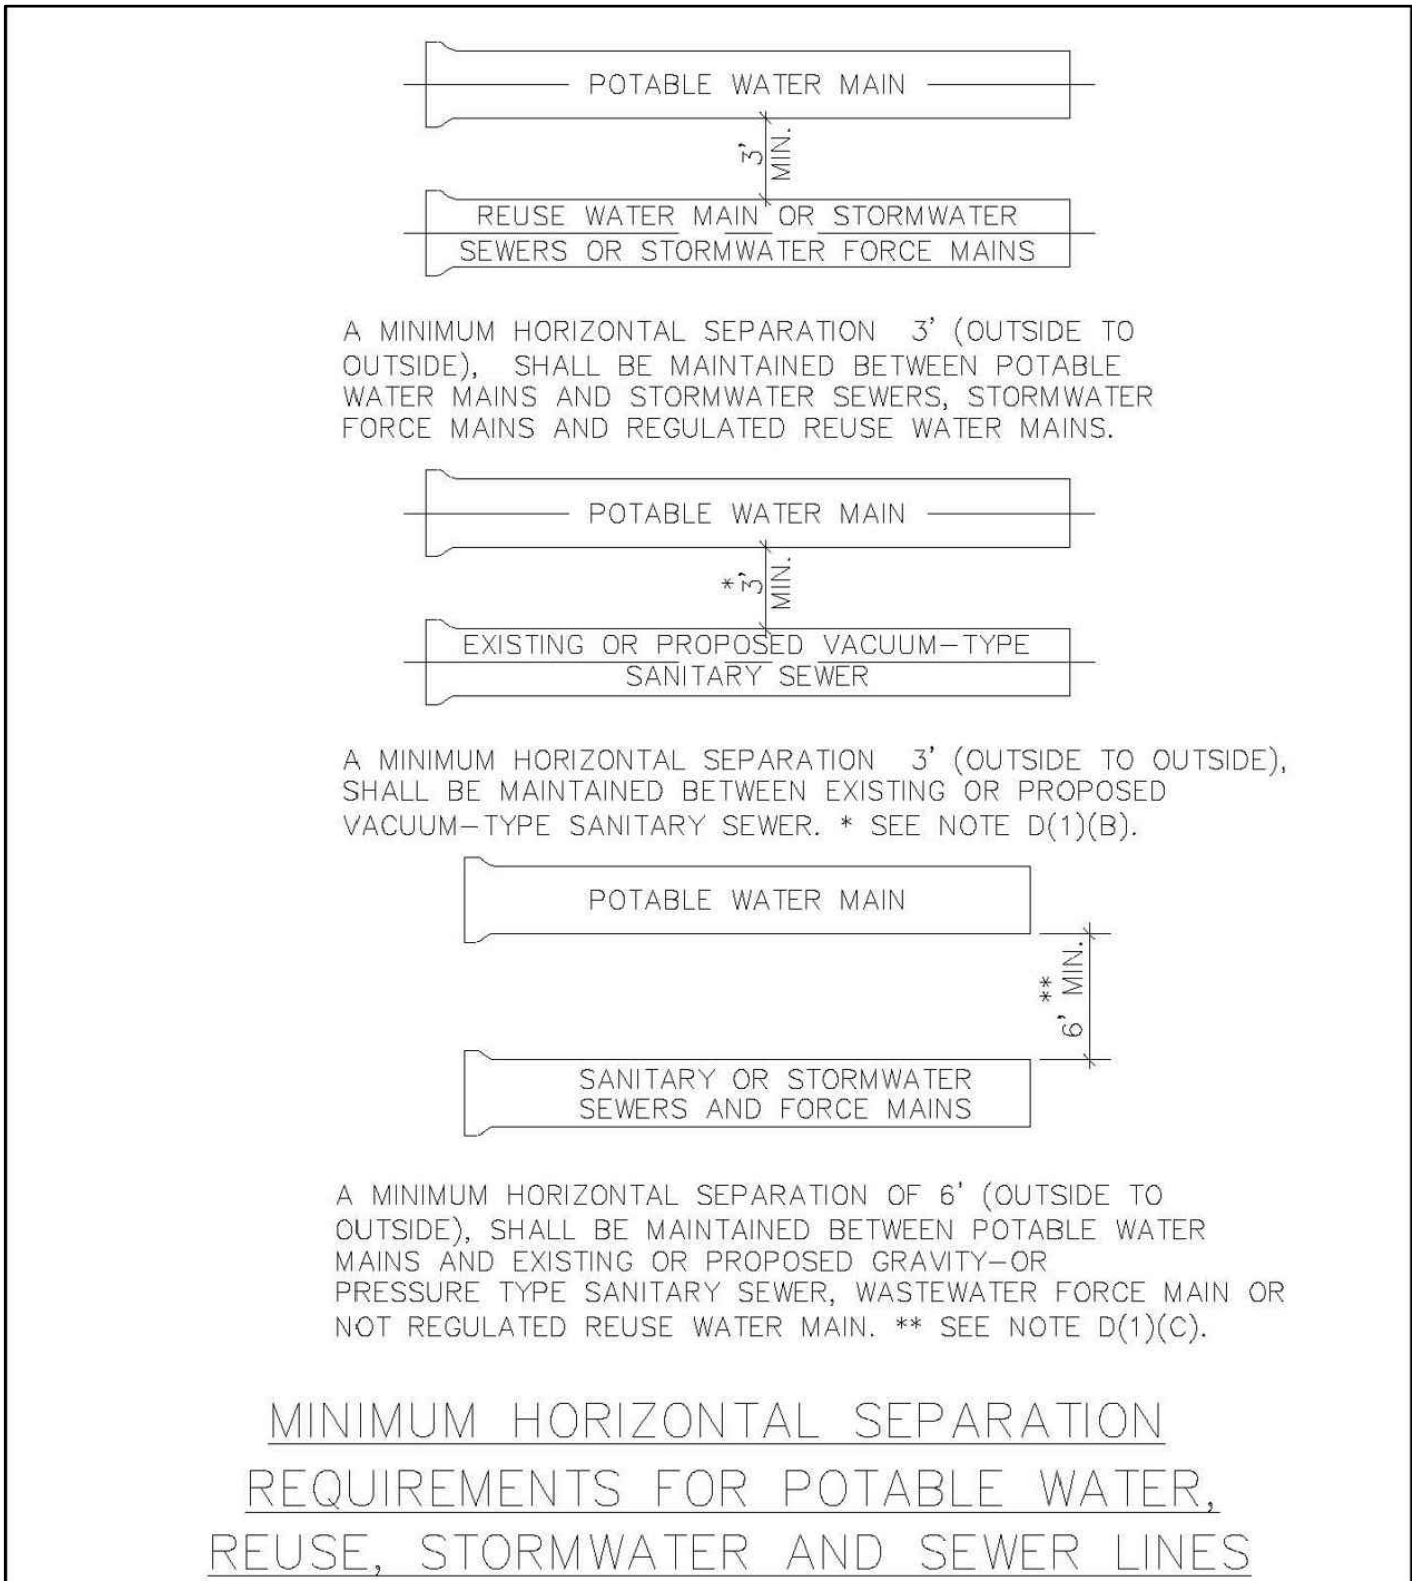 POTABLE WATER MAIN
3'
MIN.
REUSE WATER MAIN OR STORMWATER
SEWERS OR STORMWATER FORCE MAINS
A MINIMUM HORIZONTAL SEPARATION 3' (OUTSIDE TO
OUTSIDE), SHALL BE MAINTAINED BETWEEN POTABLE
WATER MAINS AND STORMWATER SEWERS, STORMWATER
FORCE MAINS AND REGULATED REUSE WATER MAINS.
POTABLE WATER MAIN
*3'
MIN.
EXISTING OR PROPOSED VACUUM-TYPE
SANITARY SEWER
A MINIMUM HORIZONTAL SEPARATION 3' (OUTSIDE TO OUTSIDE),
SHALL BE MAINTAINED BETWEEN EXISTING OR PROPOSED
VACUUM-TYPE SANITARY SEWER. * SEE NOTE D(1)(B).
POTABLE WATER MAIN
**
6' MIN.
SANITARY OR STORMWATER
SEWERS AND FORCE MAINS
A MINIMUM HORIZONTAL SEPARATION OF 6' (OUTSIDE TO
OUTSIDE), SHALL BE MAINTAINED BETWEEN POTABLE WATER
MAINS AND EXISTING OR PROPOSED GRAVITY-OR
PRESSURE TYPE SANITARY SEWER, WASTEWATER FORCE MAIN OR
NOT REGULATED REUSE WATER MAIN. ** SEE NOTE D(1)(C).
MINIMUM HORIZONTAL SEPARATION
REQUIREMENTS FOR POTABLE WATER,
REUSE, STORMWATER AND SEWER LINES